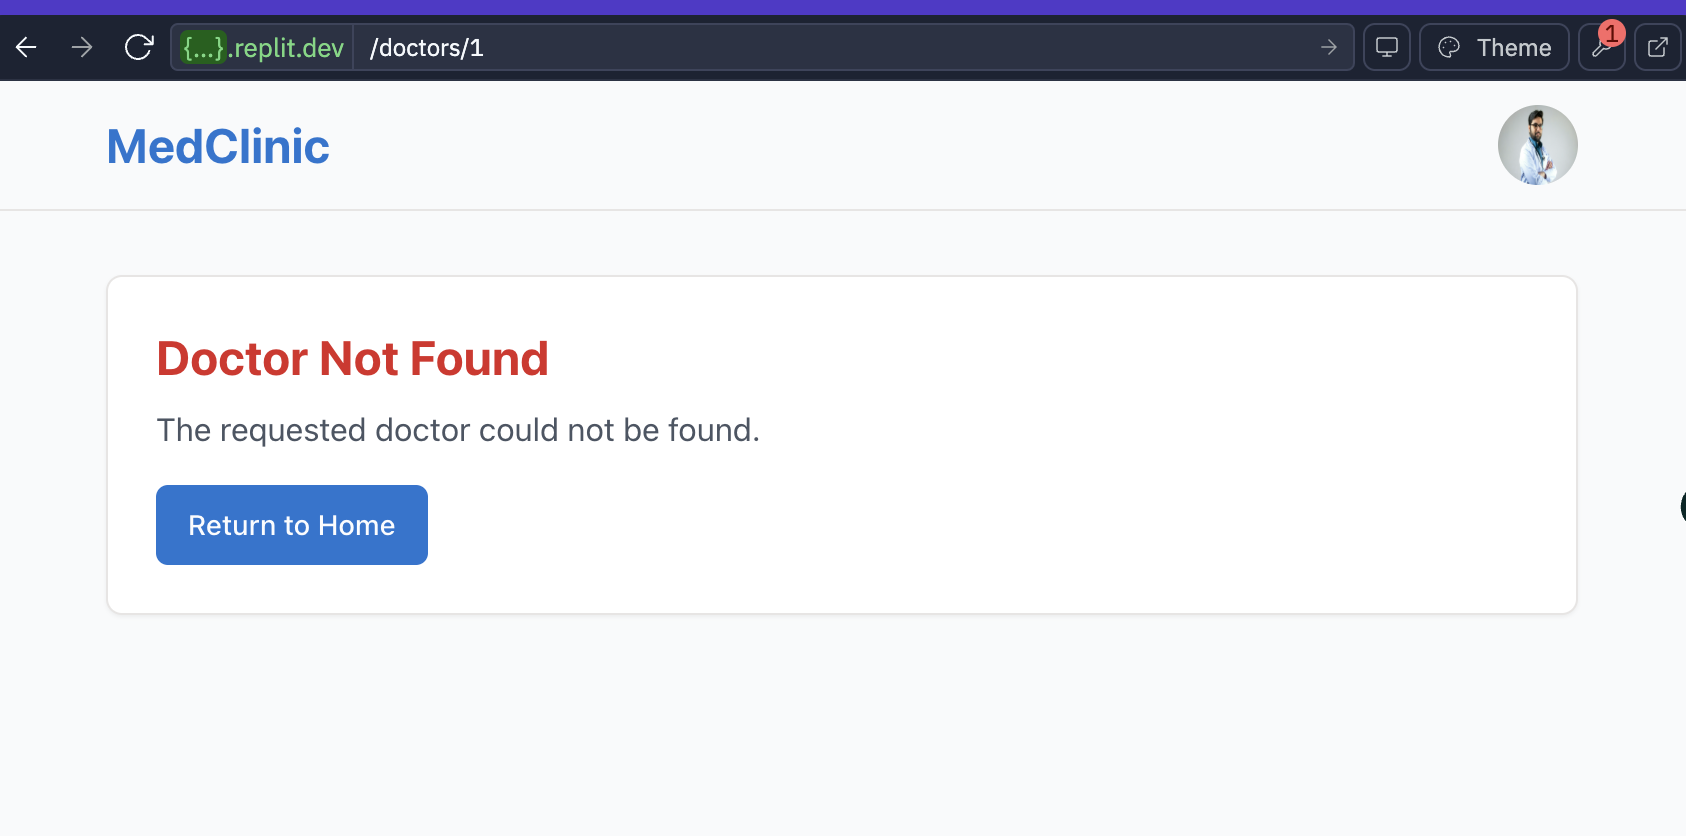 {...}.replit.dev /doctors/1 Theme 1
MedClinic
Doctor Not Found
The requested doctor could not be found.
Return to Home